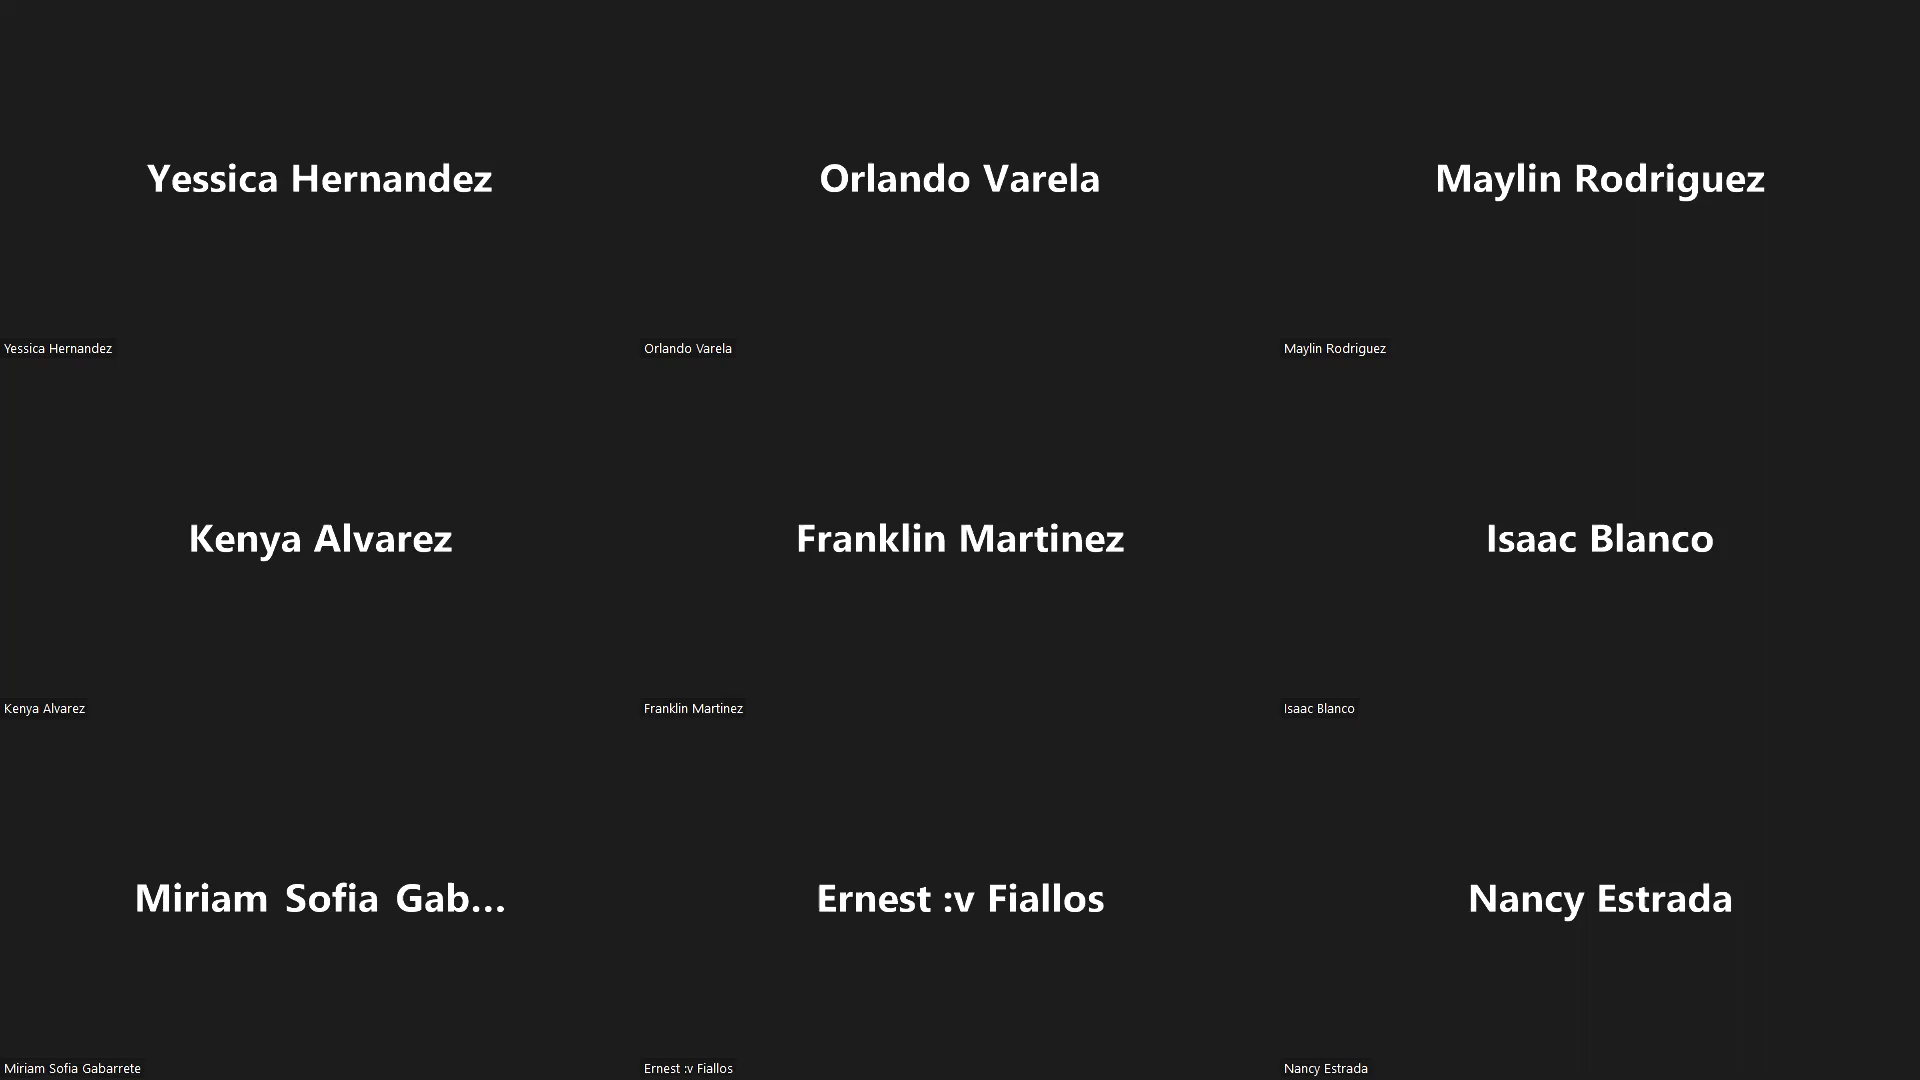 Yessica Hernandez
Orlando Varela
Maylin Rodriguez
Yessica Hernandez
Orlando Varela
Maylin Rodriguez
Kenya Alvarez
Franklin Martinez
Isaac Blanco
Kenya Alvarez
Franklin Martinez
Isaac Blanco
Miriam Sofia Gab...
Ernest :v Fiallos
Nancy Estrada
Miriam Sofia Gabarrete
Ernest :v Fiallos
Nancy Estrada